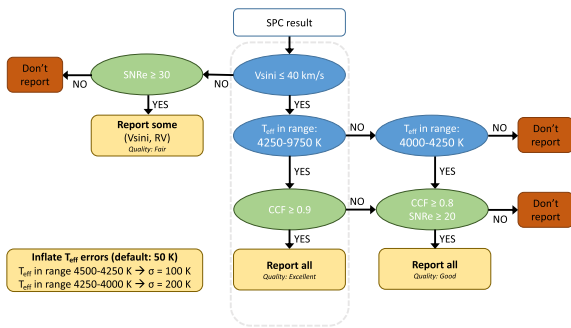 SPC result
Don't
report
NO
SNRe ≥ 30
NO
Vsini ≤ 40 km/s
YES
YES
Report some
(Vsini, RV)
Quality: Fair
Teff in range:
4250-9750 K
NO
Teff in range:
4000-4250 K
NO
Don't
report
YES
YES
CCF ≥ 0.9
NO
CCF ≥ 0.8
SNRe ≥ 20
NO
Don't
report
YES
YES
Report all
Quality: Excellent
Report all
Quality: Good
Inflate Teff errors (default: 50 K)
Teff in range 4500-4250 K → σ = 100 K
Teff in range 4250-4000 K → σ = 200 K